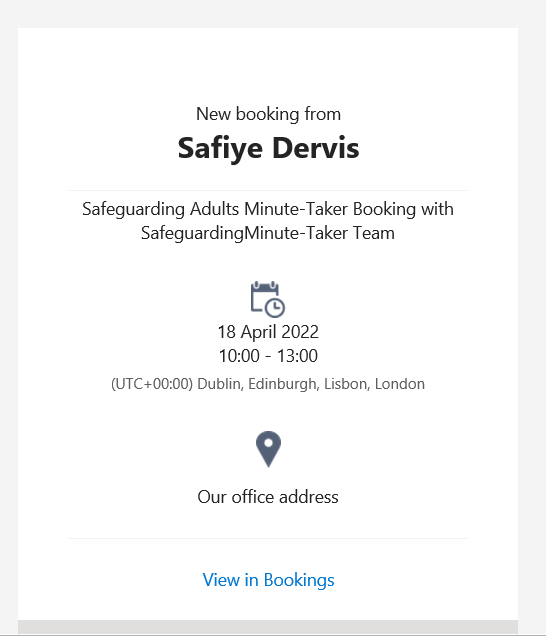 New booking from
Safiye Dervis
Safeguarding Adults Minute-Taker Booking with
SafeguardingMinute-Taker Team
18 April 2022
10:00 - 13:00
(UTC+00:00) Dublin, Edinburgh, Lisbon, London
Our office address
View in Bookings